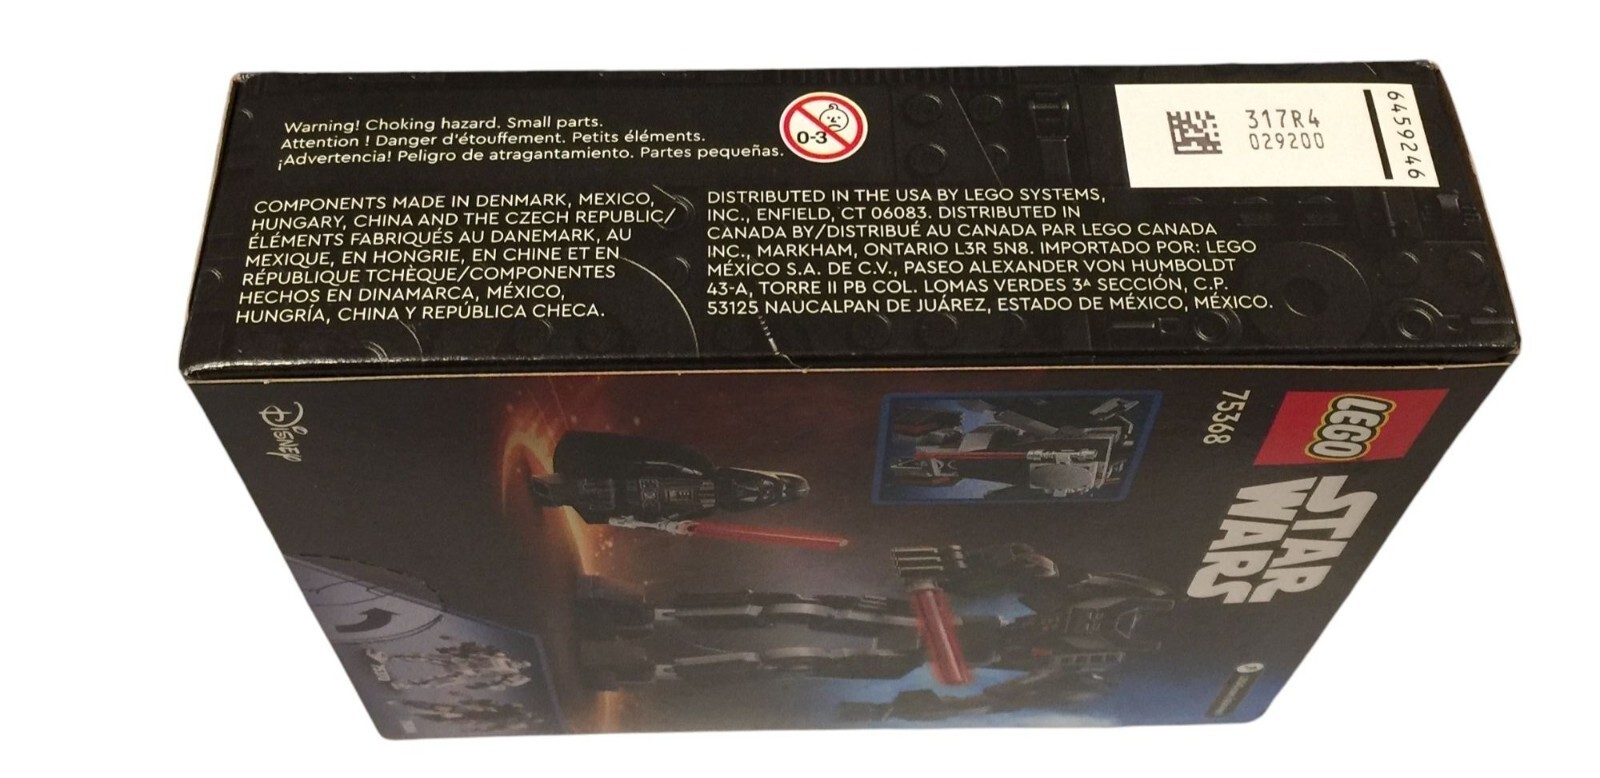 Warning! Choking hazard. Small parts.
Attention ! Danger d'étouffement. Petits éléments.
¡Advertencia! Peligro de atragantamiento. Partes pequeñas.
0-3
317R4
029200
6459246
COMPONENTS MADE IN DENMARK, MEXICO,
HUNGARY, CHINA AND THE CZECH REPUBLIC/
ÉLÉMENTS FABRIQUÉS AU DANEMARK, AU
MEXIQUE, EN HONGRIE, EN CHINE ET EN
RÉPUBLIQUE TCHÈQUE/COMPONENTES
HECHOS EN DINAMARCA, MÉXICO,
HUNGRÍA, CHINA Y REPÚBLICA CHECA.
DISTRIBUTED IN THE USA BY LEGO SYSTEMS,
INC., ENFIELD, CT 06083. DISTRIBUTED IN
CANADA BY/DISTRIBUÉ AU CANADA PAR LEGO CANADA
INC., MARKHAM, ONTARIO L3R 5N8. IMPORTADO POR: LEGO
MÉXICO S.A. DE C.V., PASEO ALEXANDER VON HUMBOLDT
43-A, TORRE II PB COL. LOMAS VERDES 3ᴬ SECCIÓN, C.P.
53125 NAUCALPAN DE JUÁREZ, ESTADO DE MÉXICO, MÉXICO.
LEGO
STAR
WARS
75368
Disney